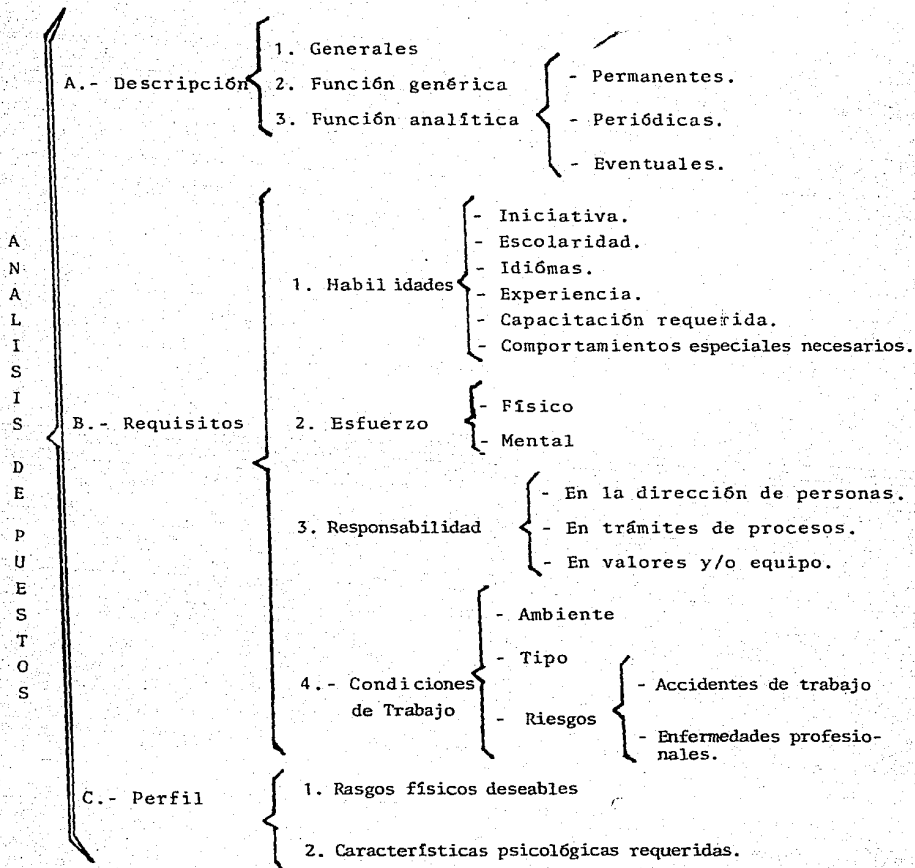 ANALISIS DE PUESTOS
A.- Descripción
1. Generales
2. Función genérica
3. Función analítica
- Permanentes.
- Periódicas.
- Eventuales.
B.- Requisitos
1. Habilidades
- Iniciativa.
- Escolaridad.
- Idiómas.
- Experiencia.
- Capacitación requerida.
- Comportamientos especiales necesarios.
2. Esfuerzo
- Físico
- Mental
3. Responsabilidad
- En la dirección de personas.
- En trámites de procesos.
- En valores y/o equipo.
4.- Condiciones
de Trabajo
- Ambiente
- Tipo
- Riesgos
- Accidentes de trabajo
- Enfermedades profesio-
nales.
C.- Perfil
1. Rasgos físicos deseables
2. Características psicológicas requeridas.